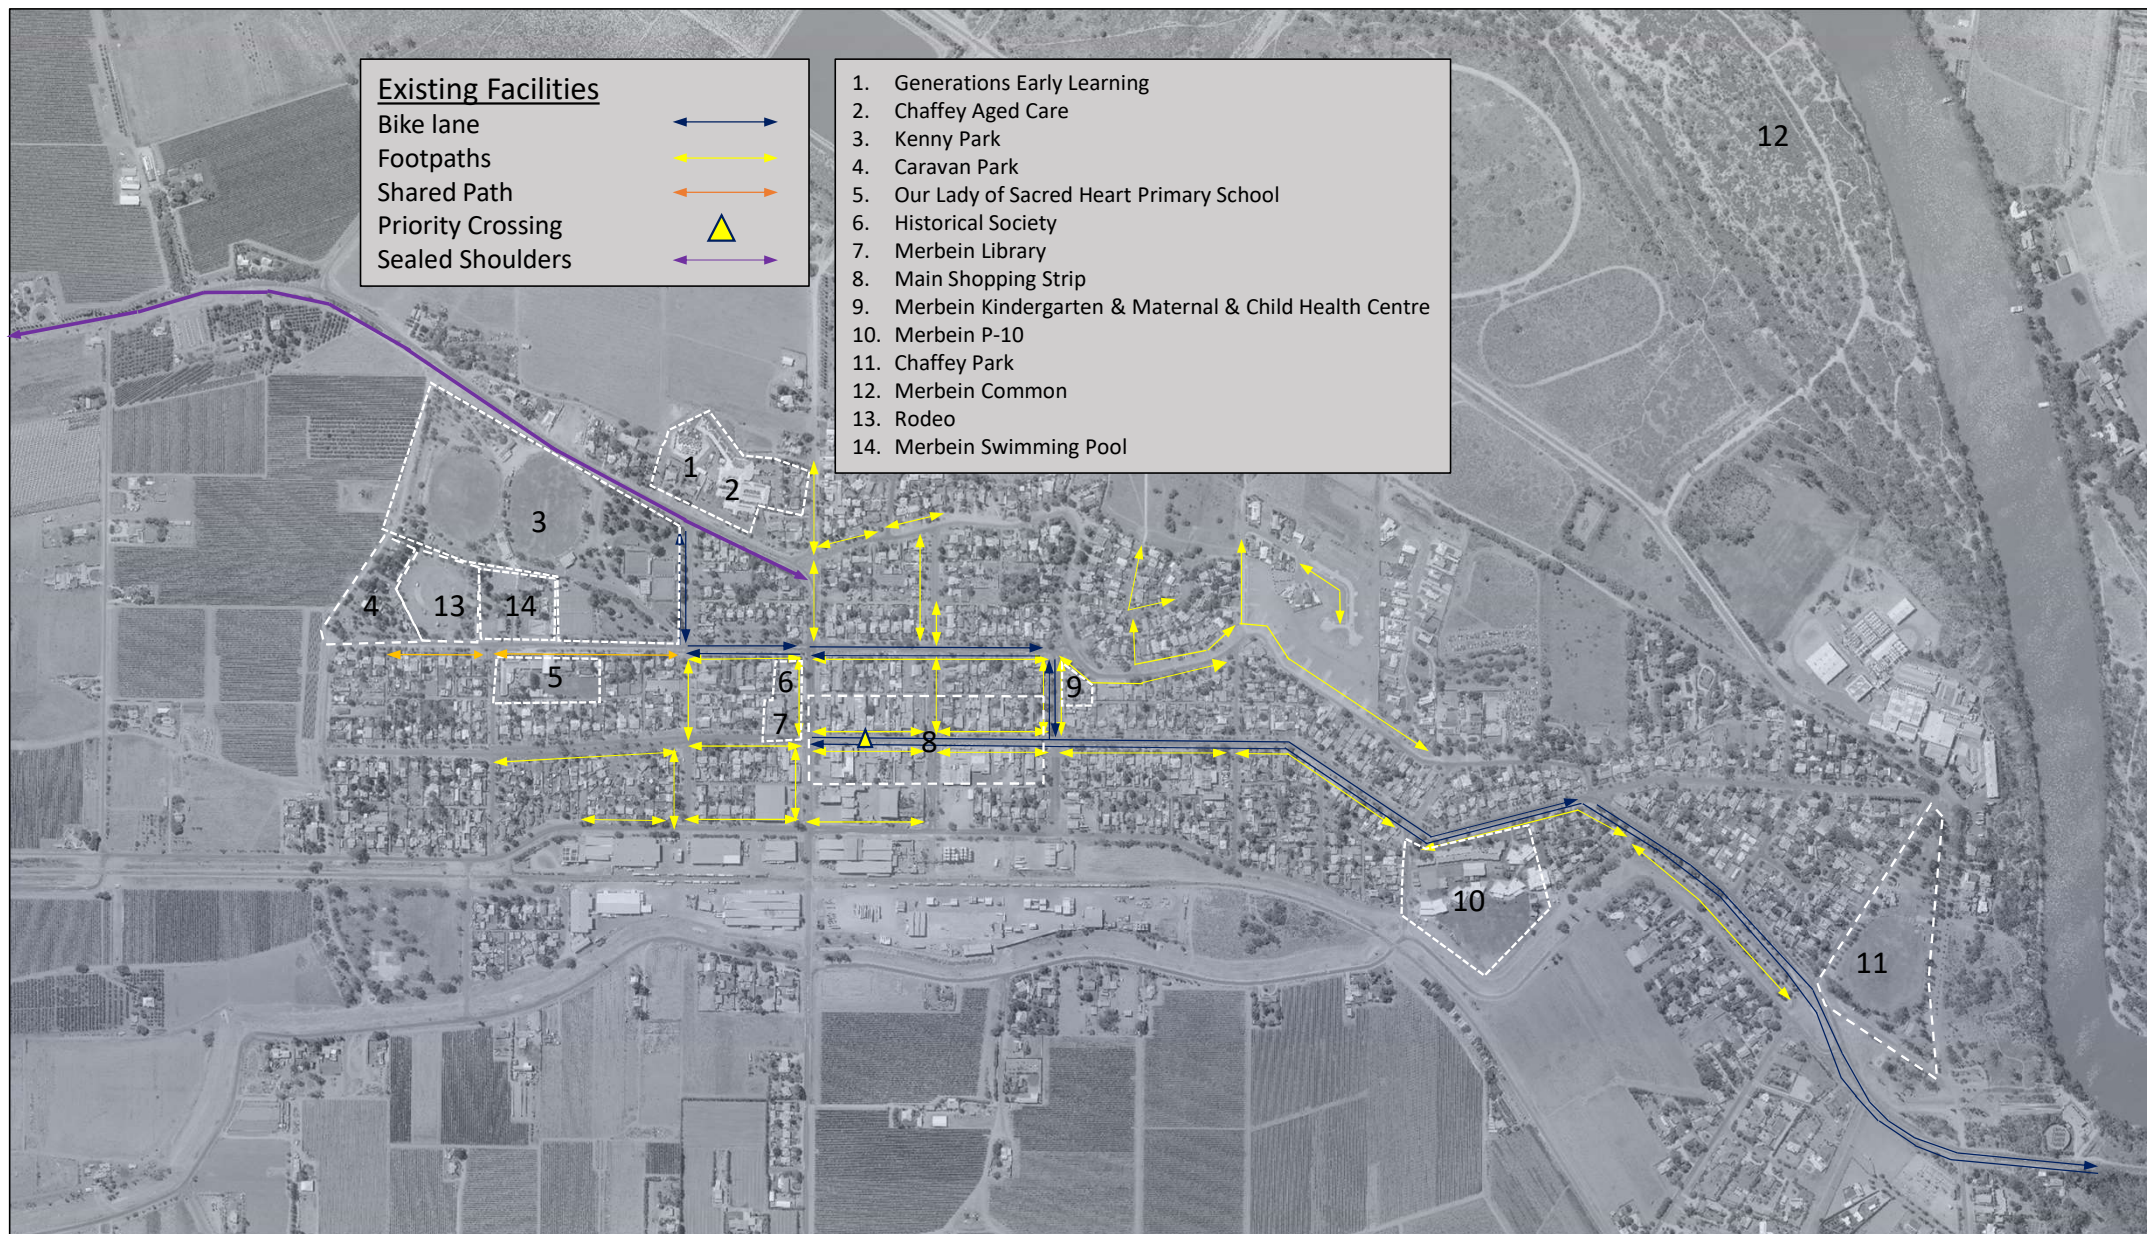 Existing Facilities
Bike lane
Footpaths
Shared Path
Priority Crossing
Sealed Shoulders
1. Generations Early Learning
2. Chaffey Aged Care
3. Kenny Park
4. Caravan Park
5. Our Lady of Sacred Heart Primary School
6. Historical Society
7. Merbein Library
8. Main Shopping Strip
9. Merbein Kindergarten & Maternal & Child Health Centre
10. Merbein P-10
11. Chaffey Park
12. Merbein Common
13. Rodeo
14. Merbein Swimming Pool
12
1
2
3
4
13
14
5
6
9
7
8
10
11